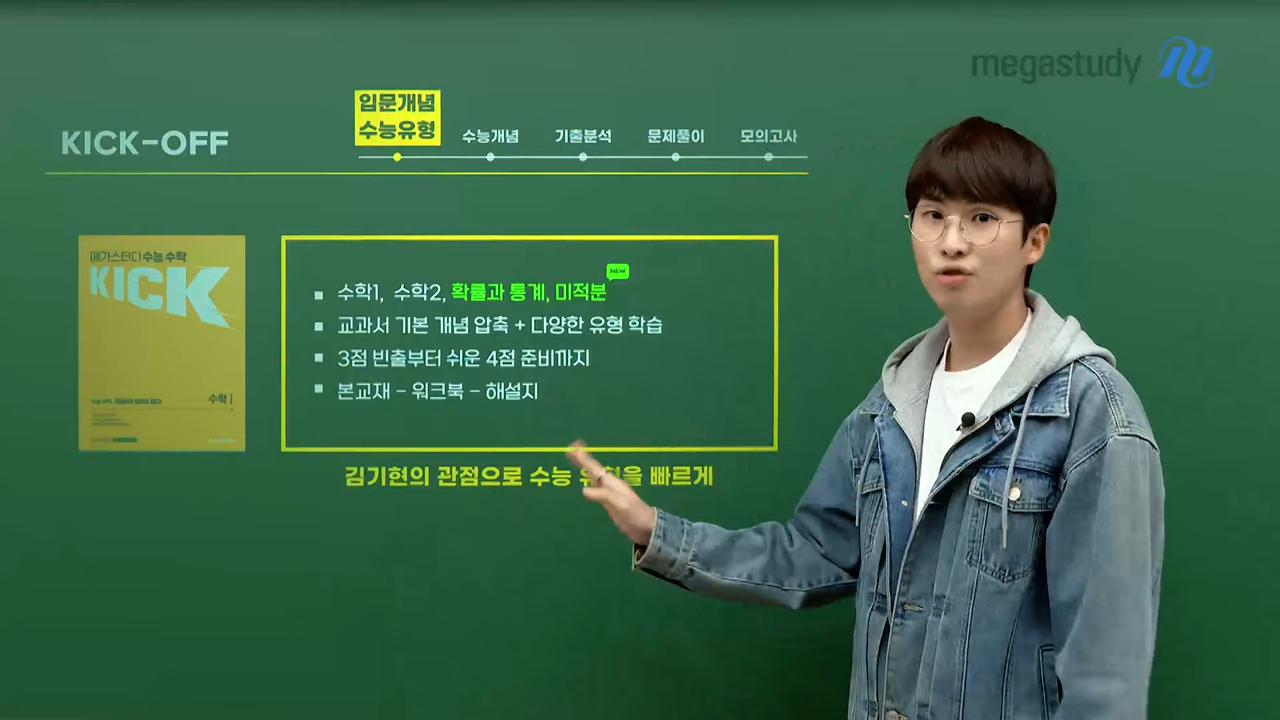 megastudy
입문개념
수능유형
수능개념
기출분석
문제풀이
모의고사
KICK-OFF
메가스터디 수능 수학
KICK
수학 I
NEW
수학1, 수학2, 확률과 통계, 미적분
교과서 기본 개념 압축 + 다양한 유형 학습
3점 빈출부터 쉬운 4점 준비까지
본교재 - 워크북 - 해설지
김기현의 관점으로 수능 유형을 빠르게